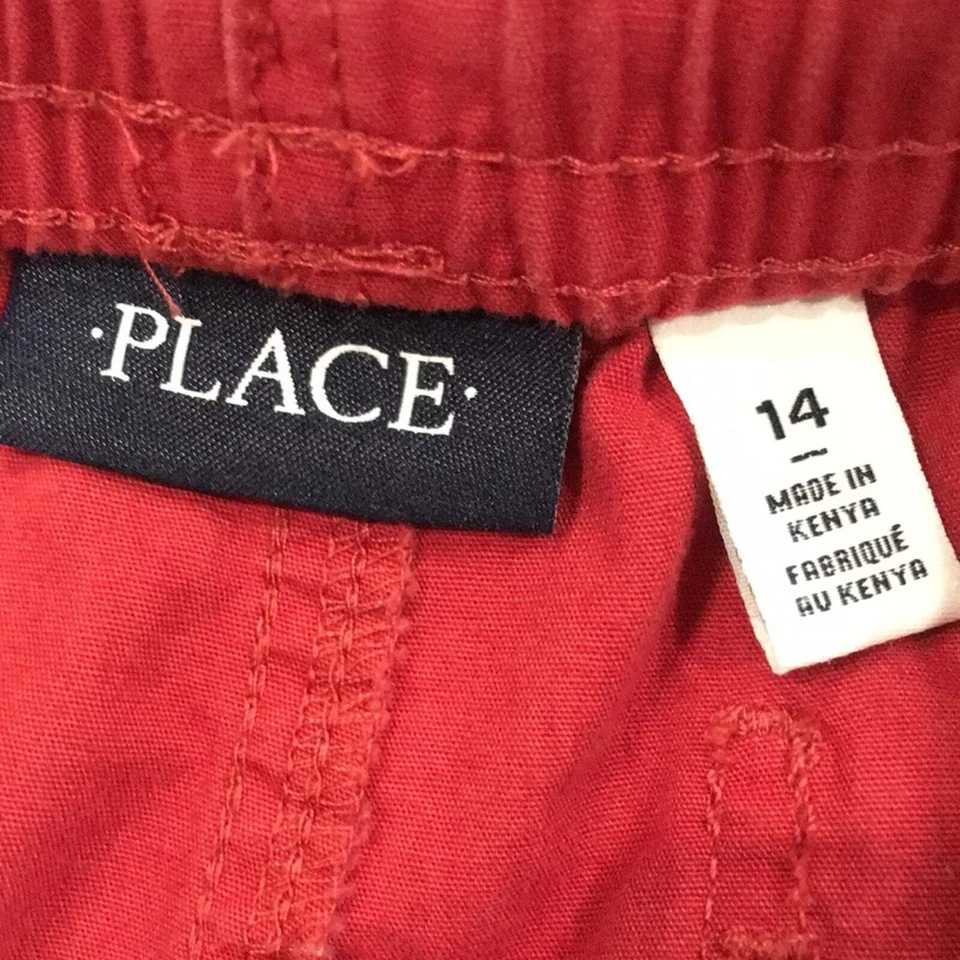 ·PLACE·
14
MADE IN
KENYA
FABRIQUÉ
AU KENYA